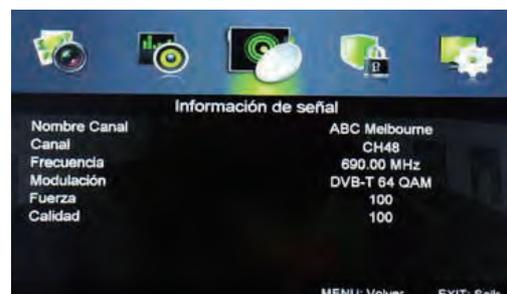 Información de señal
Nombre Canal ABC Melbourne
Canal CH48
Frecuencia 690.00 MHz
Modulación DVB-T 64 QAM
Fuerza 100
Calidad 100
MENU: Volver EXIT: Salir